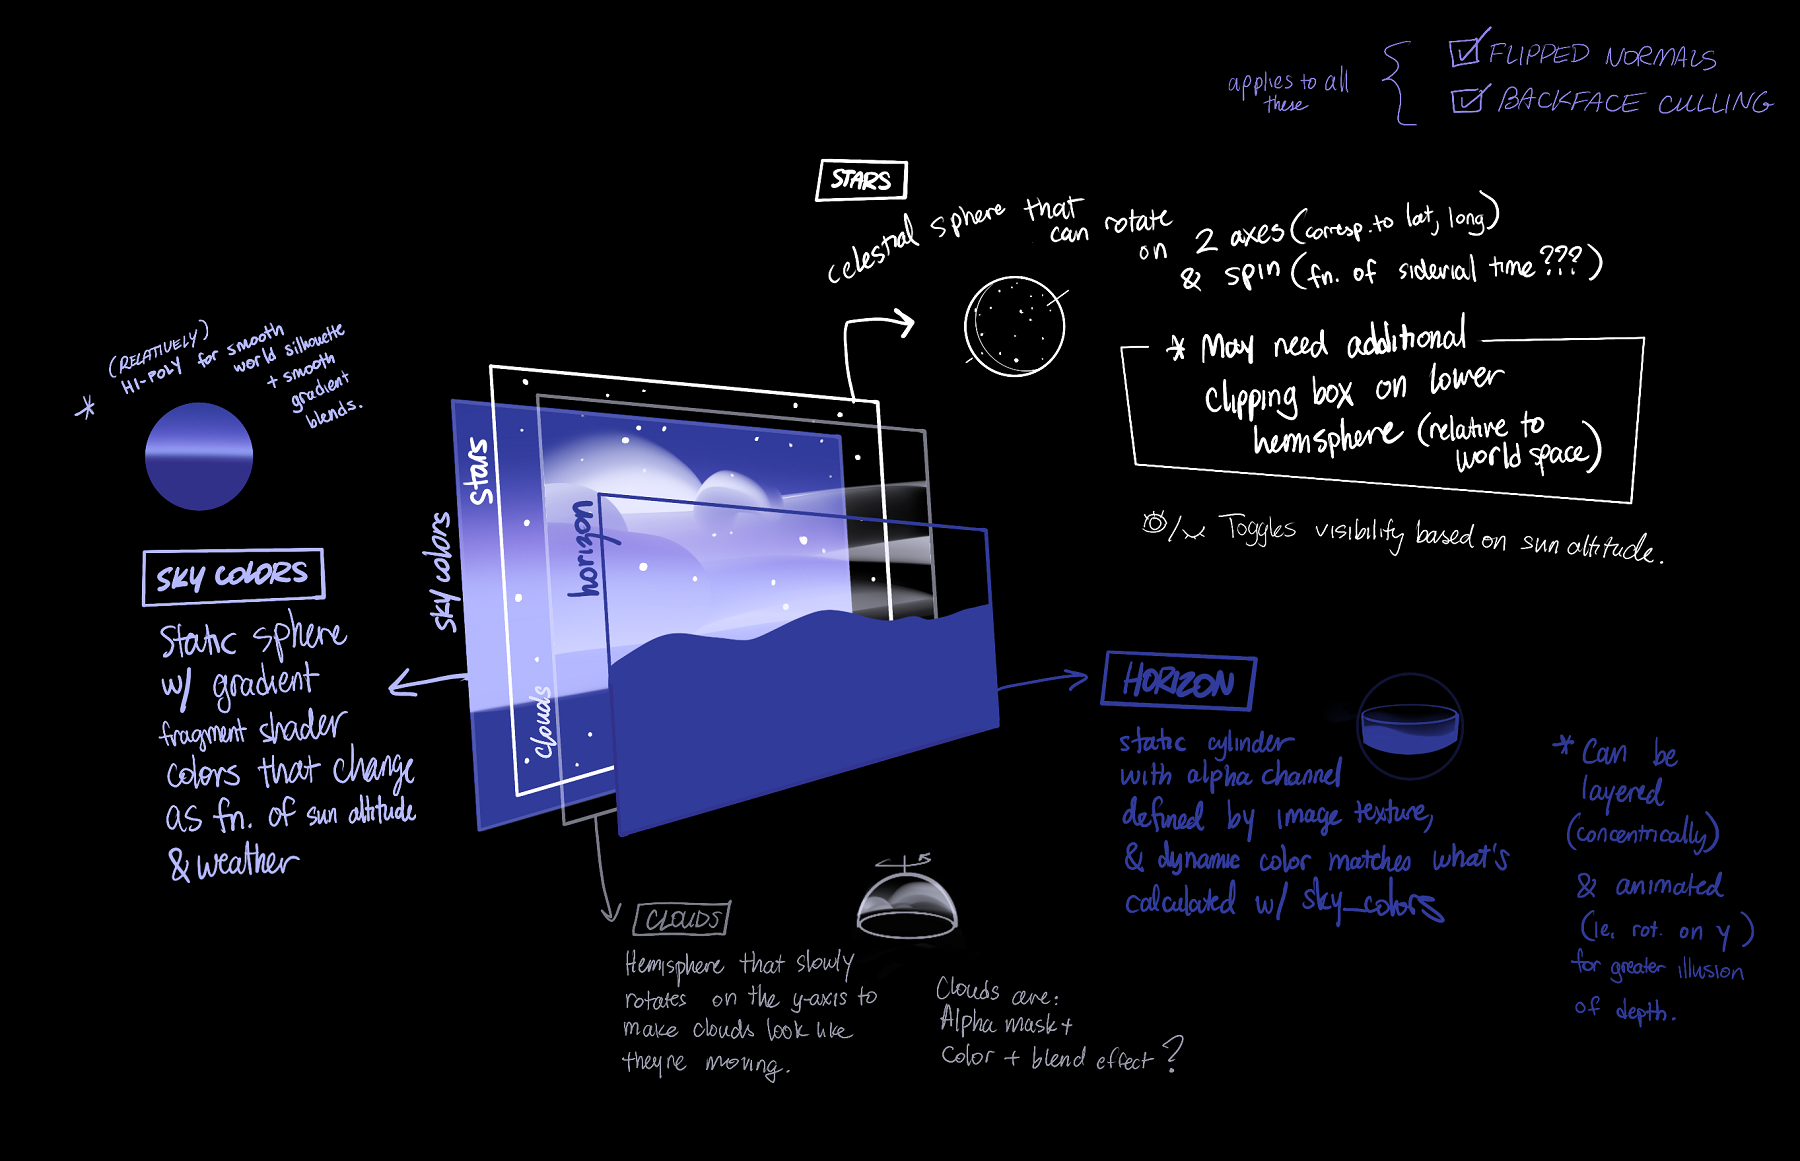 applies to all
these
FLIPPED NORMALS
BACKFACE CULLING
STARS
celestial sphere that
can rotate
on 2 axes (corresp. to lat, long)
& spin (fn. of siderial time ???)
* May need additional
clipping box on lower
hemisphere (relative to
world space)
/ Toggles visibility based on sun altitude.
(RELATIVELY)
* HI-POLY for smooth
world silhouette
+ smooth
gradient
blends.
SKY COLORS
Static sphere
w/ gradient
fragment shader
colors that change
as fn. of sun altitude
& weather
sky colors
stars
clouds
horizon
HORIZON
static cylinder
with alpha channel
defined by image texture,
& dynamic color matches what's
calculated w/ sky_colors
* Can be
layered
(concentrically)
& animated
(ie. rot. on y)
for greater illusion
of depth.
CLOUDS
Hemisphere that slowly
rotates on the y-axis to
make clouds look like
they're moving.
Clouds are:
Alpha mask +
Color + blend effect ?